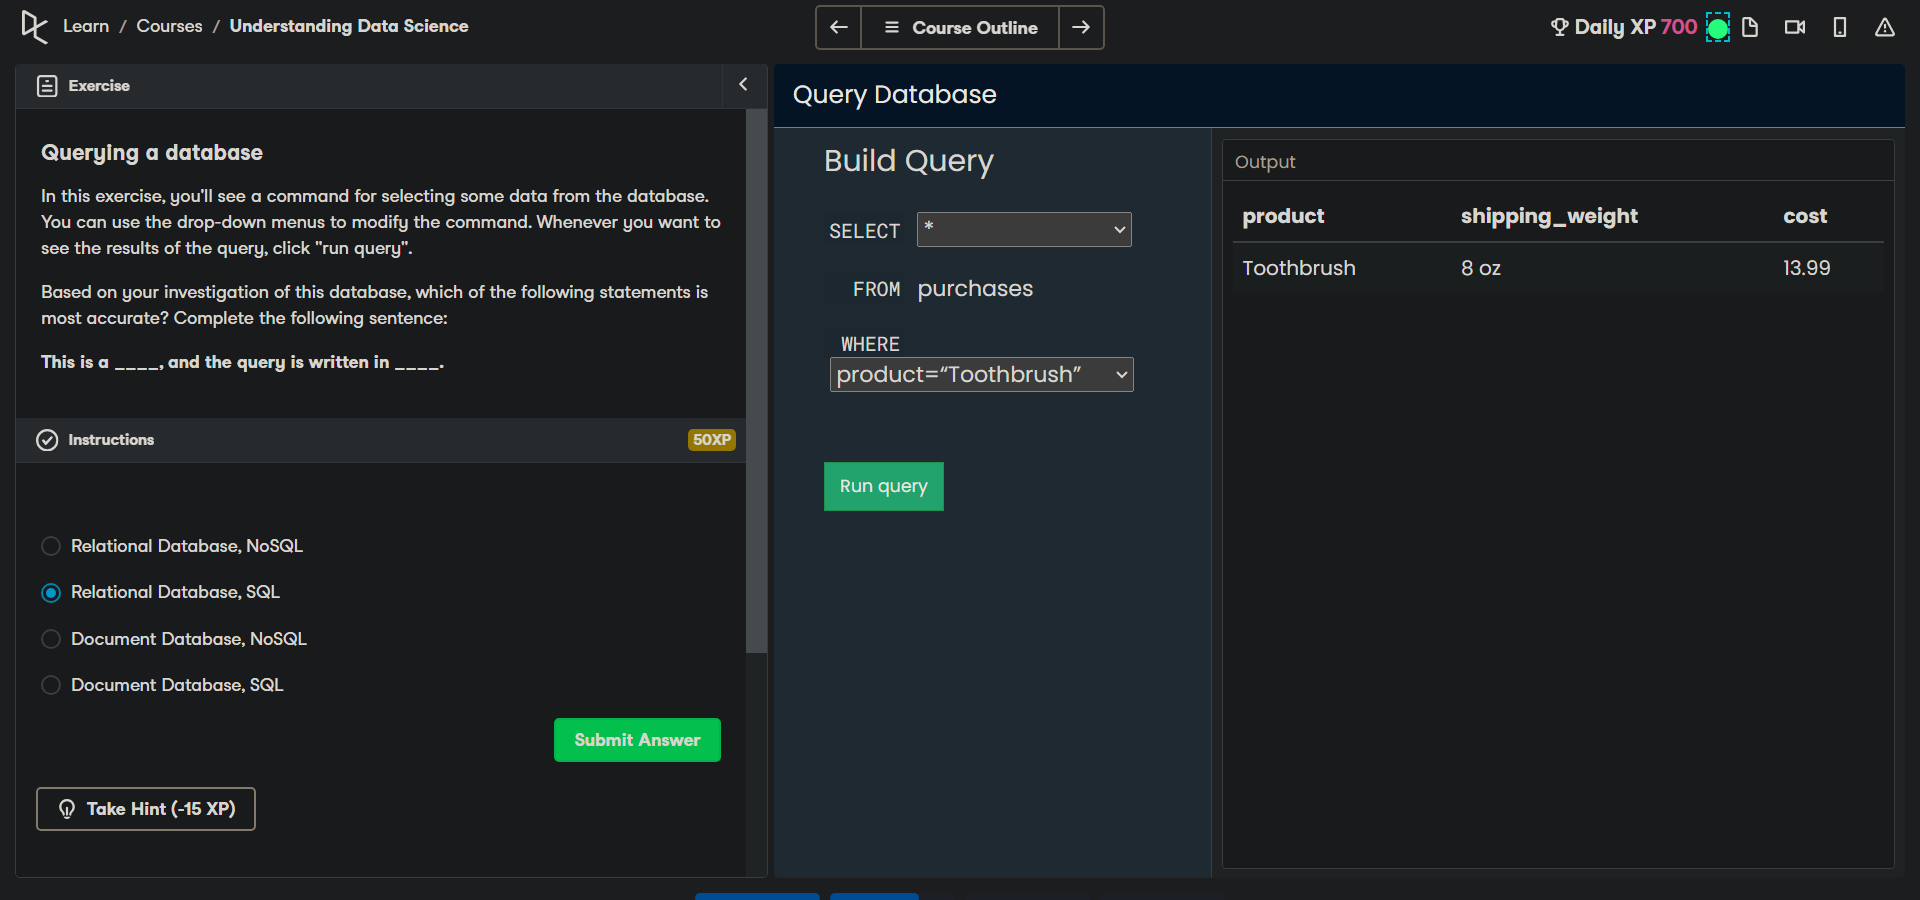 Learn / Courses / Understanding Data Science
Course Outline
Daily XP 700
Exercise
Querying a database
In this exercise, you'll see a command for selecting some data from the database.
You can use the drop-down menus to modify the command. Whenever you want to
see the results of the query, click "run query".
Based on your investigation of this database, which of the following statements is
most accurate? Complete the following sentence:
This is a ____, and the query is written in ____.
Instructions
50XP
Relational Database, NoSQL
Relational Database, SQL
Document Database, NoSQL
Document Database, SQL
Submit Answer
Take Hint (-15 XP)
Query Database
Build Query
SELECT *
FROM purchases
WHERE
product=“Toothbrush”
Run query
Output
product shipping_weight cost
Toothbrush 8 oz 13.99